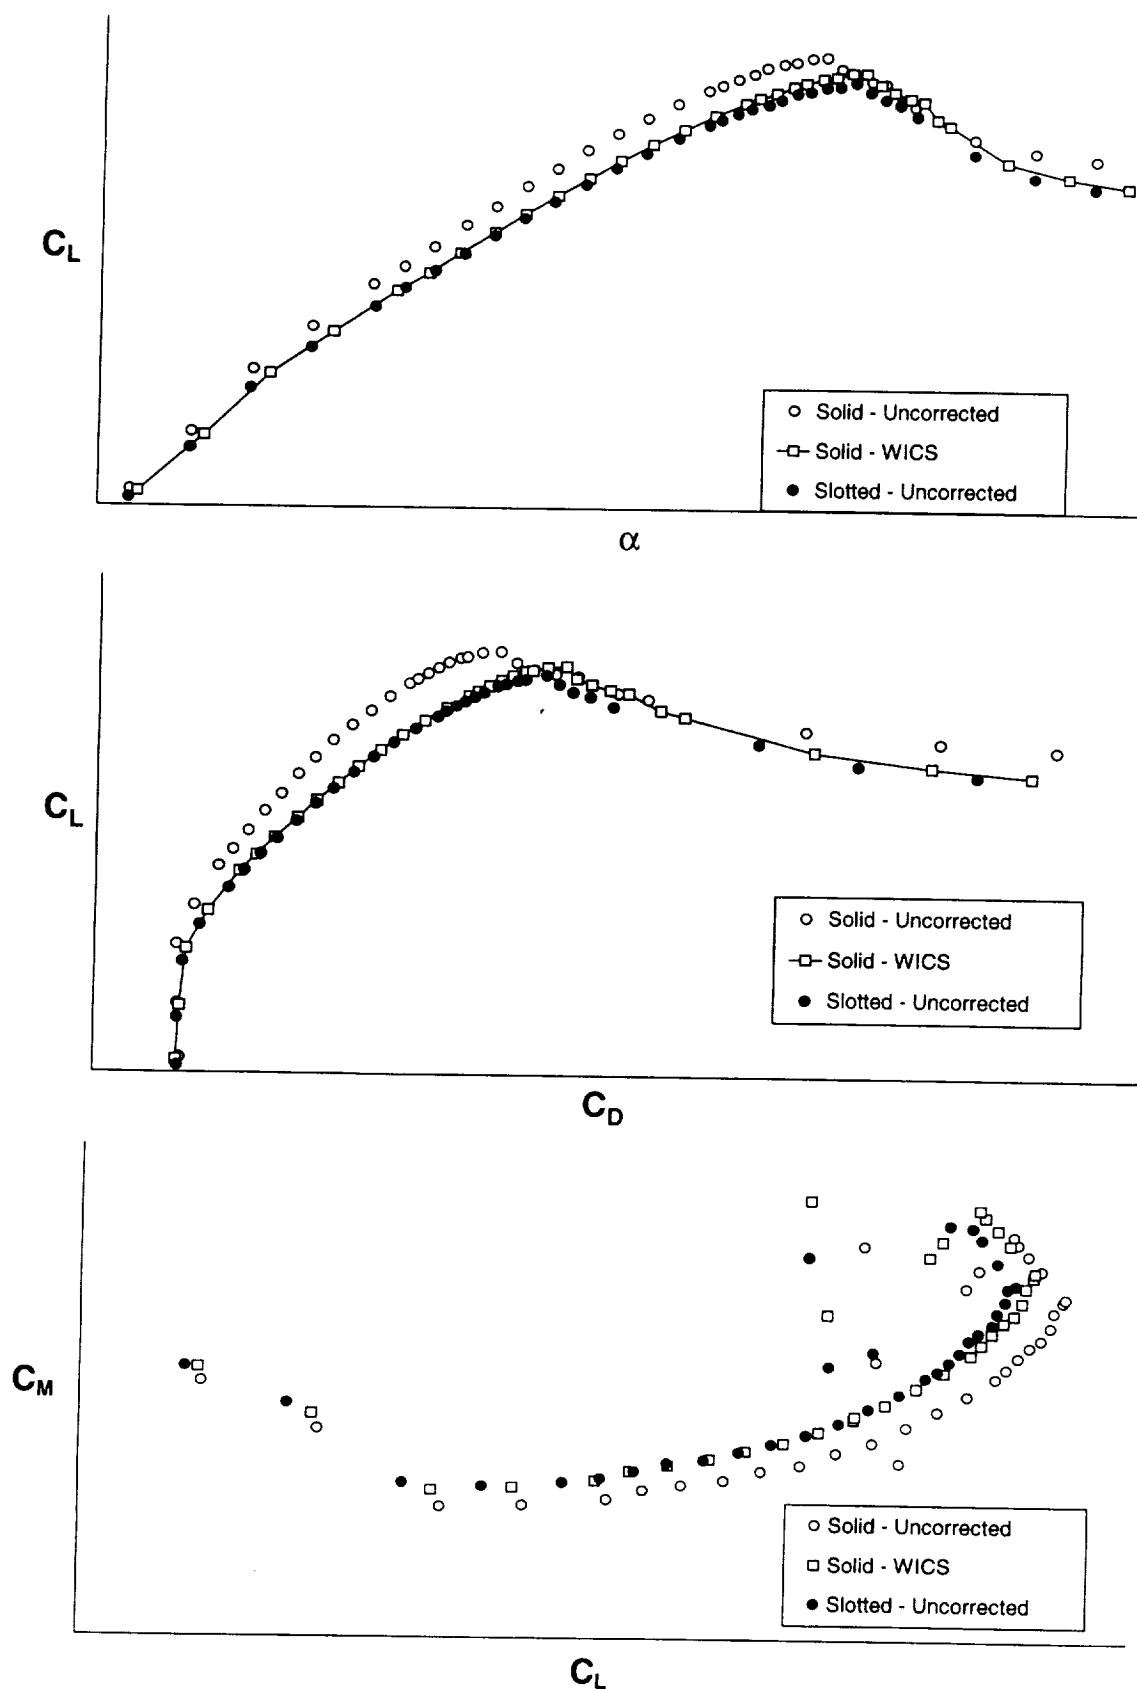 C_L
Solid - Uncorrected
Solid - WICS
Slotted - Uncorrected
α
C_L
Solid - Uncorrected
Solid - WICS
Slotted - Uncorrected
C_D
C_M
Solid - Uncorrected
Solid - WICS
Slotted - Uncorrected
C_L